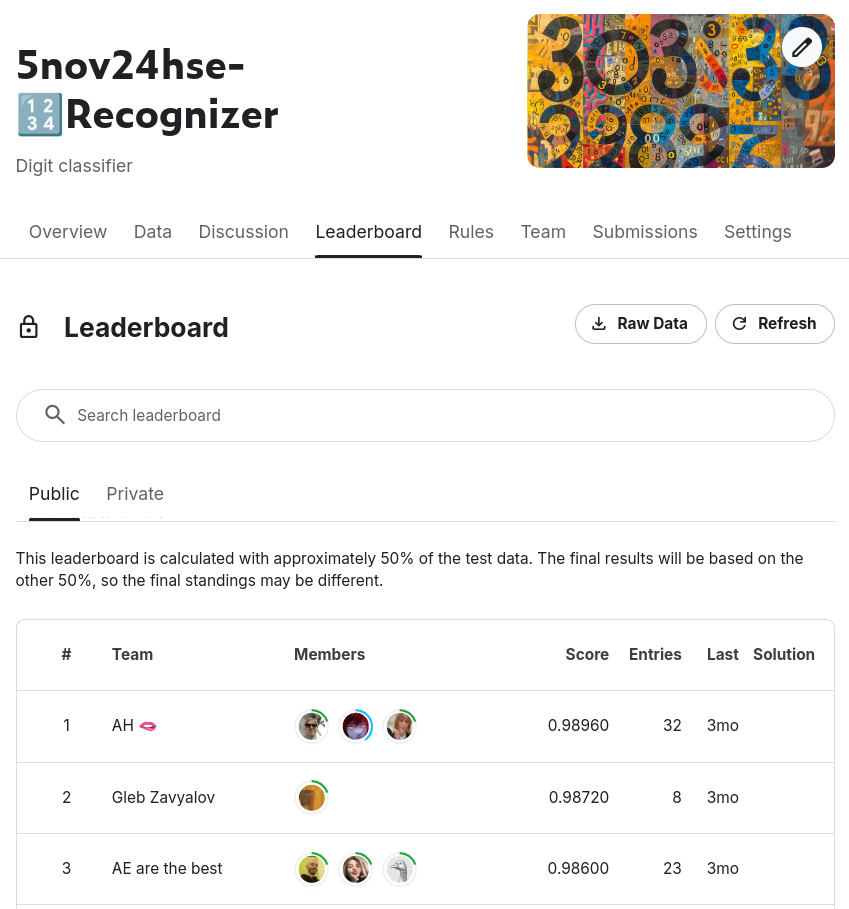 5nov24hse-
🔢Recognizer
Digit classifier
Overview Data Discussion Leaderboard Rules Team Submissions Settings
Leaderboard
Raw Data Refresh
Search leaderboard
Public Private
This leaderboard is calculated with approximately 50% of the test data. The final results will be based on the
other 50%, so the final standings may be different.
# Team Members Score Entries Last Solution
1 AH 🫦 0.98960 32 3mo
2 Gleb Zavyalov 0.98720 8 3mo
3 AE are the best 0.98600 23 3mo